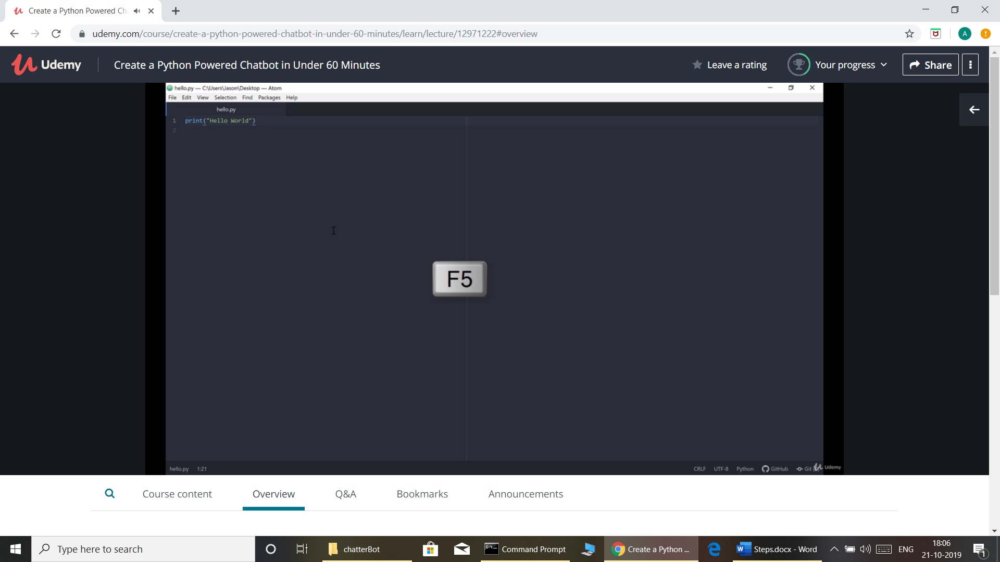 Create a Python Powered Ch
udemy.com/course/create-a-python-powered-chatbot-in-under-60-minutes/learn/lecture/12971222#overview
A
Udemy
Create a Python Powered Chatbot in Under 60 Minutes
Leave a rating
Your progress
Share
hello.py — C:\Users\Jason\Desktop — Atom
File Edit View Selection Find Packages Help
hello.py
1 print("Hello World")
2
F5
hello.py 1:21
CRLF UTF-8 Python GitHub Git
Udemy
Course content
Overview
Q&A
Bookmarks
Announcements
Type here to search
chatterBot
Command Prompt
Create a Python ...
Steps.docx - Word
ENG
18:06
21-10-2019
1